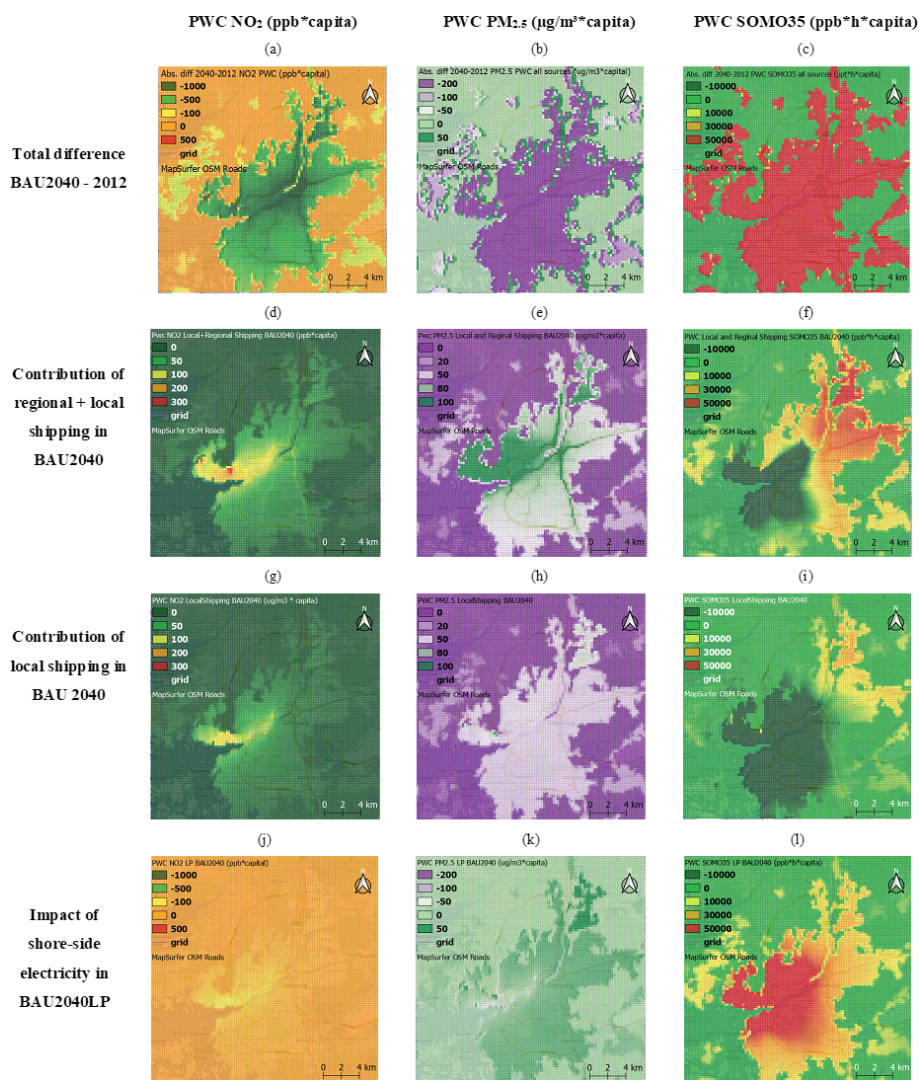 PWC NO₂ (ppb*capita) PWC PM₂.₅ (µg/m³*capita) PWC SOMO35 (ppb*h*capita)
(a) (b) (c)
Total difference
BAU2040 - 2012
Abs. diff 2040-2012 NO2 PWC (ppb*capital)
-1000
-500
-100
0
500
grid
MapSurfer OSM Roads
N
0 2 4 km
Abs. diff 2040-2012 PM2.5 PWC all sources (ug/m3*capital)
-200
-100
-50
0
50
grid
MapSurfer OSM Roads
N
0 2 4 km
Abs. diff 2040-2012 PWC SOMO35 all sources (ppt*h*capita)
-10000
0
10000
30000
50000
grid
MapSurfer OSM Roads
N
0 2 4 km
(d) (e) (f)
Contribution of
regional + local
shipping in
BAU2040
Pwc NO2 Local+Regional Shipping BAU2040 (ppb*capita)
0
50
100
200
300
grid
MapSurfer OSM Roads
N
0 2 4 km
Pwc PM2.5 Local and Reginal Shipping BAU2040 (ug/m3*capital)
0
20
50
80
100
grid
MapSurfer OSM Roads
N
0 2 4 km
PWC Local and Reginal Shipping SOMO35 BAU2040 (ppb*h*capita)
-10000
0
10000
30000
50000
grid
MapSurfer OSM Roads
N
0 2 4 km
(g) (h) (i)
Contribution of
local shipping in
BAU 2040
PWC NO2 LocalShipping BAU2040 (ug/m3 * capita)
0
50
100
200
300
grid
MapSurfer OSM Roads
N
0 2 4 km
PWC PM2.5 LocalShipping BAU2040
0
20
50
80
100
grid
MapSurfer OSM Roads
N
0 2 4 km
PWC SOMO35 LocalShipping BAU2040
-10000
0
10000
30000
50000
grid
MapSurfer OSM Roads
N
0 2 4 km
(j) (k) (l)
Impact of
shore-side
electricity in
BAU2040LP
PWC NO2 LP BAU2040 (ppb*capital)
-1000
-500
-100
0
500
grid
MapSurfer OSM Roads
N
0 2 4 km
PWC PM2.5 LP BAU2040 (ug/m3*capita)
-200
-100
-50
0
50
grid
MapSurfer OSM Roads
N
0 2 4 km
PWC SOMO35 LP BAU2040 (ppb*h*capita)
-10000
0
10000
30000
50000
grid
MapSurfer OSM Roads
N
0 2 4 km